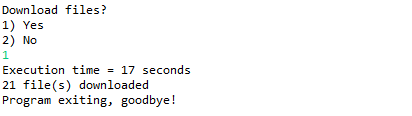 Download files?
1) Yes
2) No
1
Execution time = 17 seconds
21 file(s) downloaded
Program exiting, goodbye!